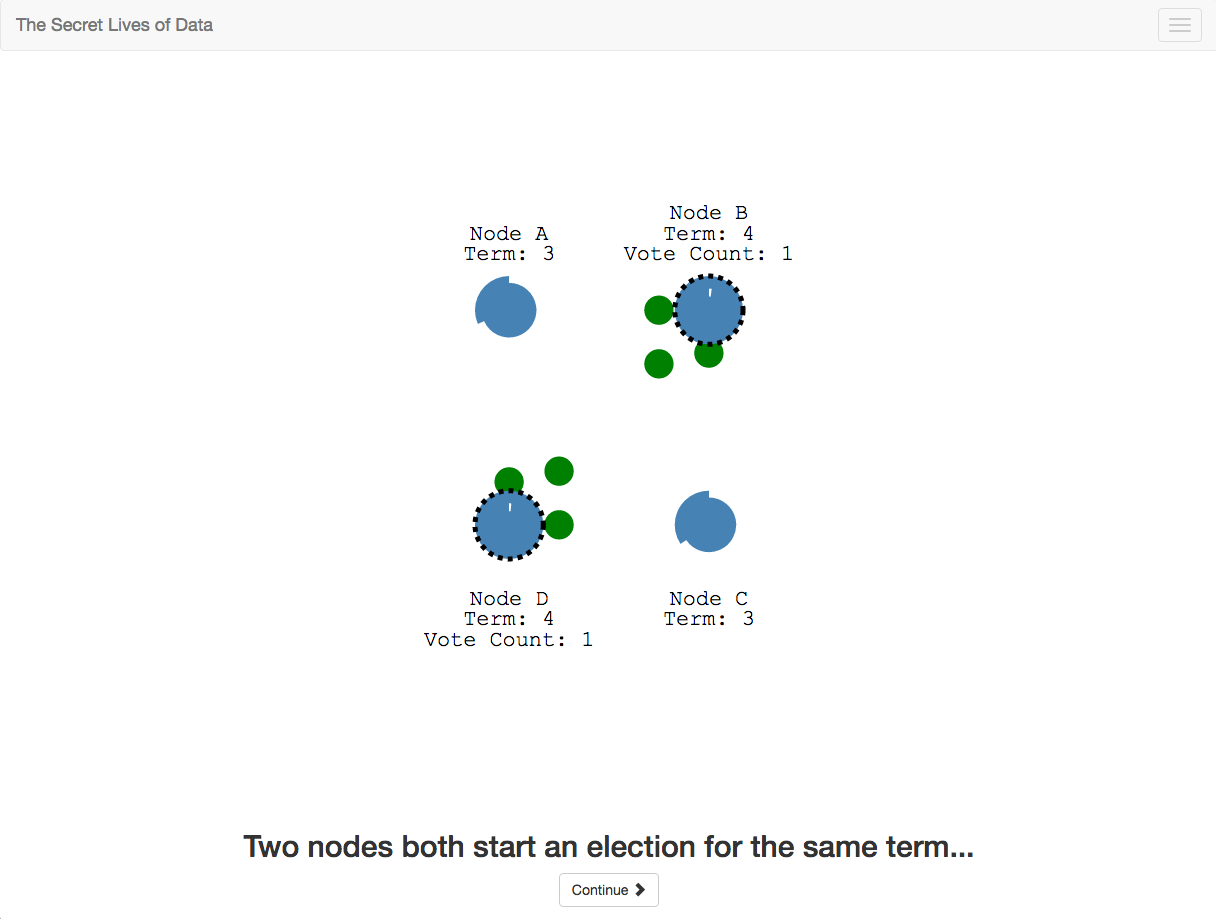 The Secret Lives of Data
Node A
Term: 3
Node B
Term: 4
Vote Count: 1
Node D
Term: 4
Vote Count: 1
Node C
Term: 3
Two nodes both start an election for the same term...
Continue